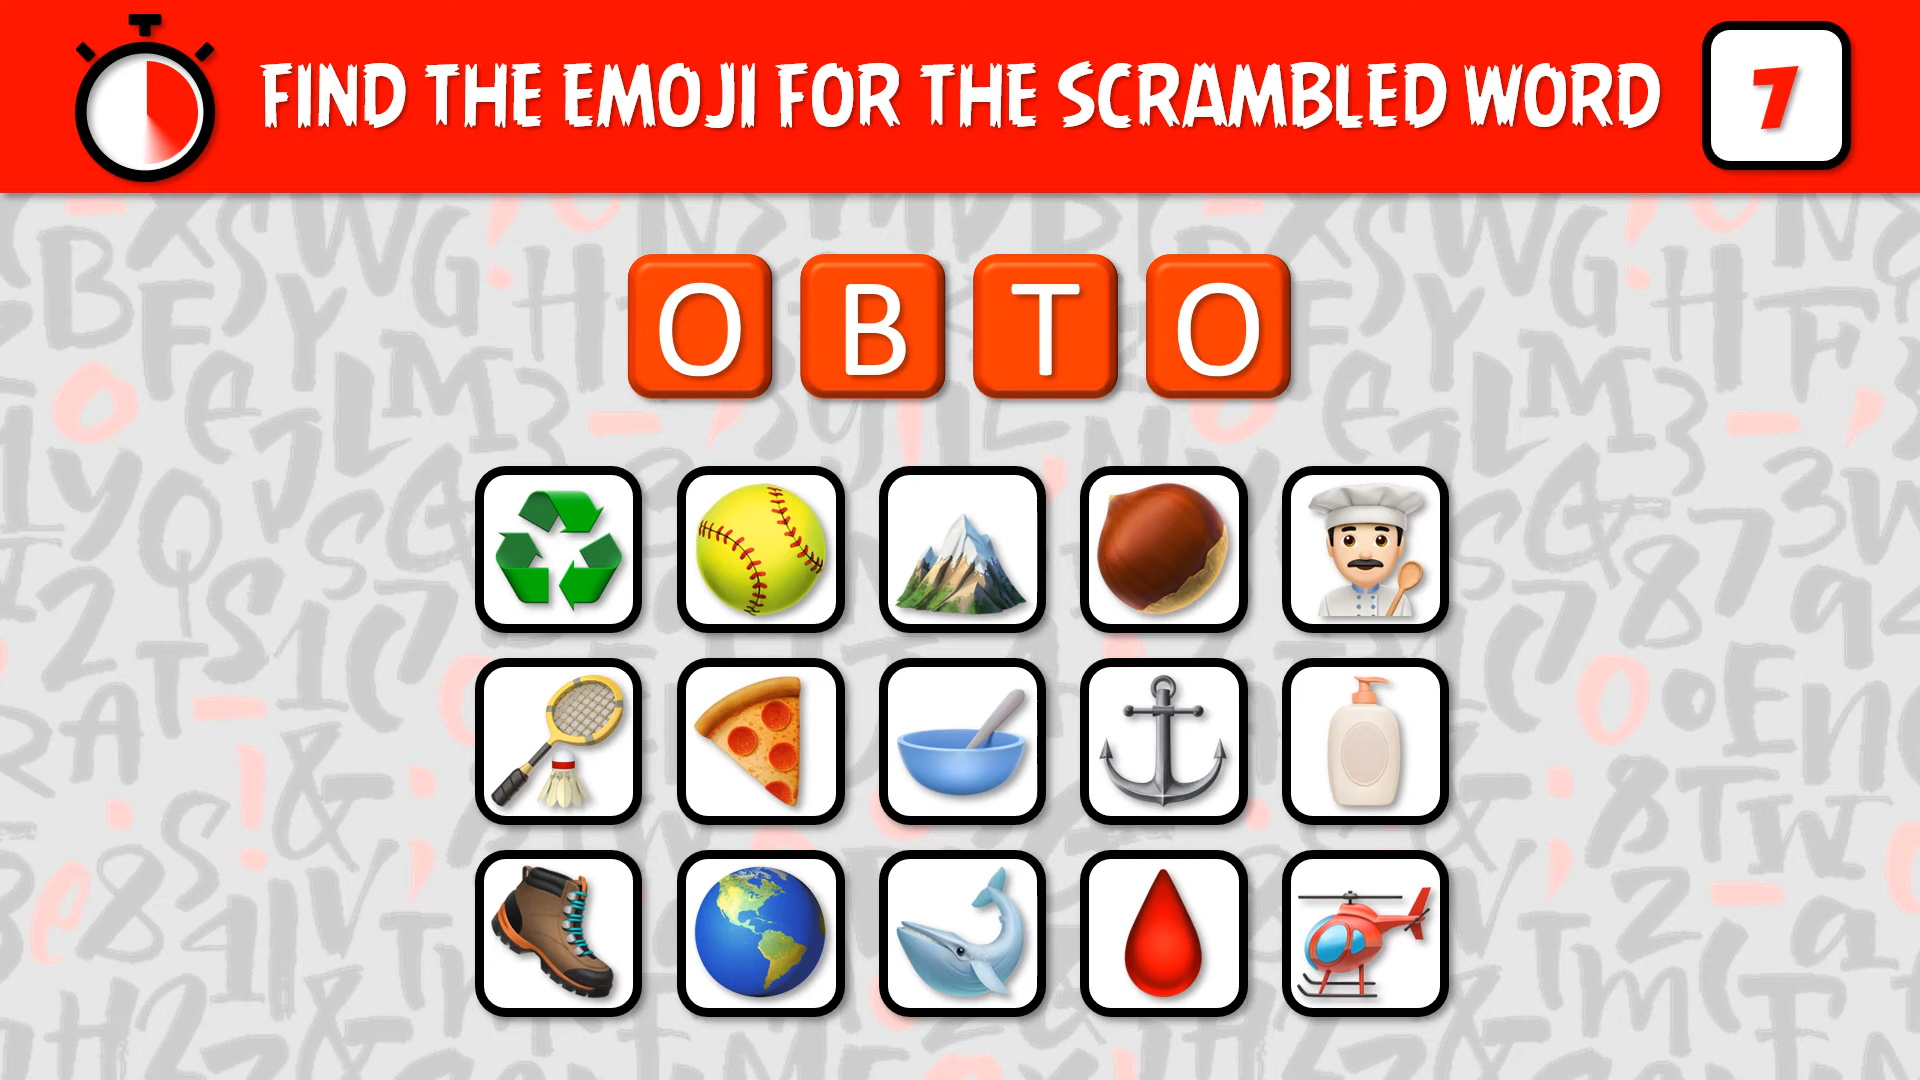 FIND THE EMOJI FOR THE SCRAMBLED WORD
7
O B T O